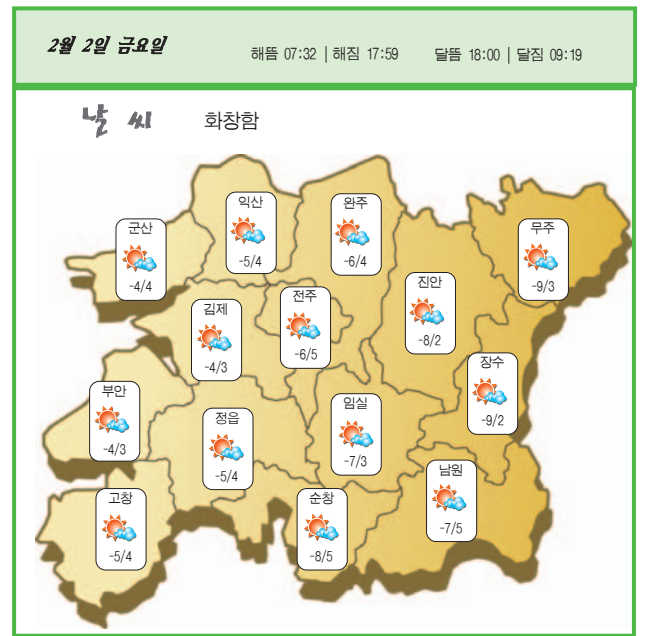 2월 2일 금요일
해뜸 07:32 | 해짐 17:59 달뜸 18:00 | 달짐 09:19
날씨 화창함
익산
-5/4
완주
-6/4
군산
-4/4
무주
-9/3
진안
-8/2
전주
-6/5
김제
-4/3
장수
-9/2
부안
-4/3
임실
-7/3
정읍
-5/4
남원
-7/5
고창
-5/4
순창
-8/5